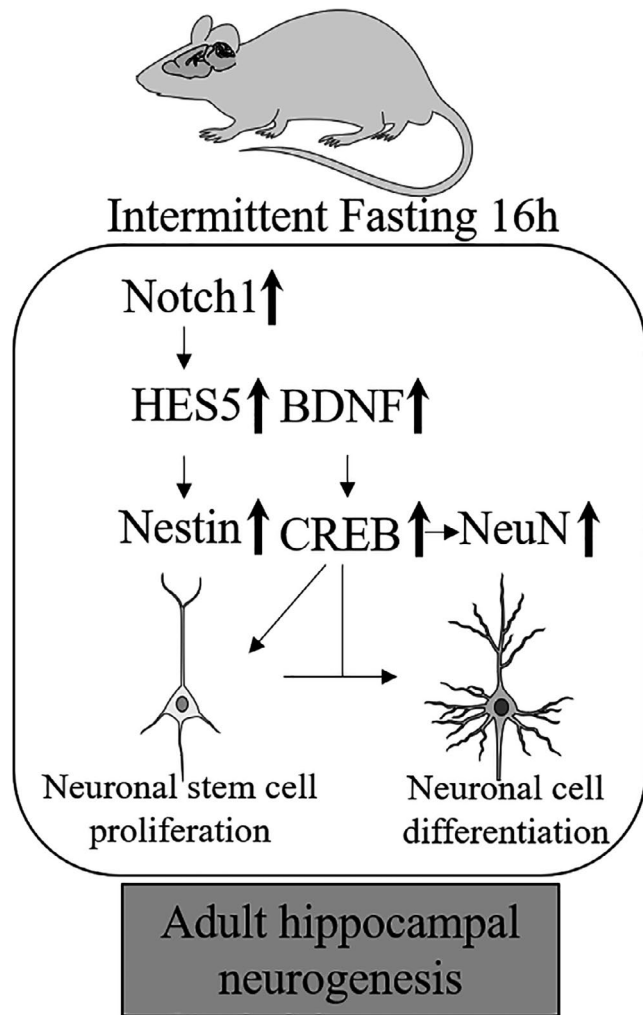 Intermittent Fasting 16h
Notch1
HES5 BDNF
Nestin CREB NeuN
Neuronal stem cell
proliferation
Neuronal cell
differentiation
Adult hippocampal
neurogenesis